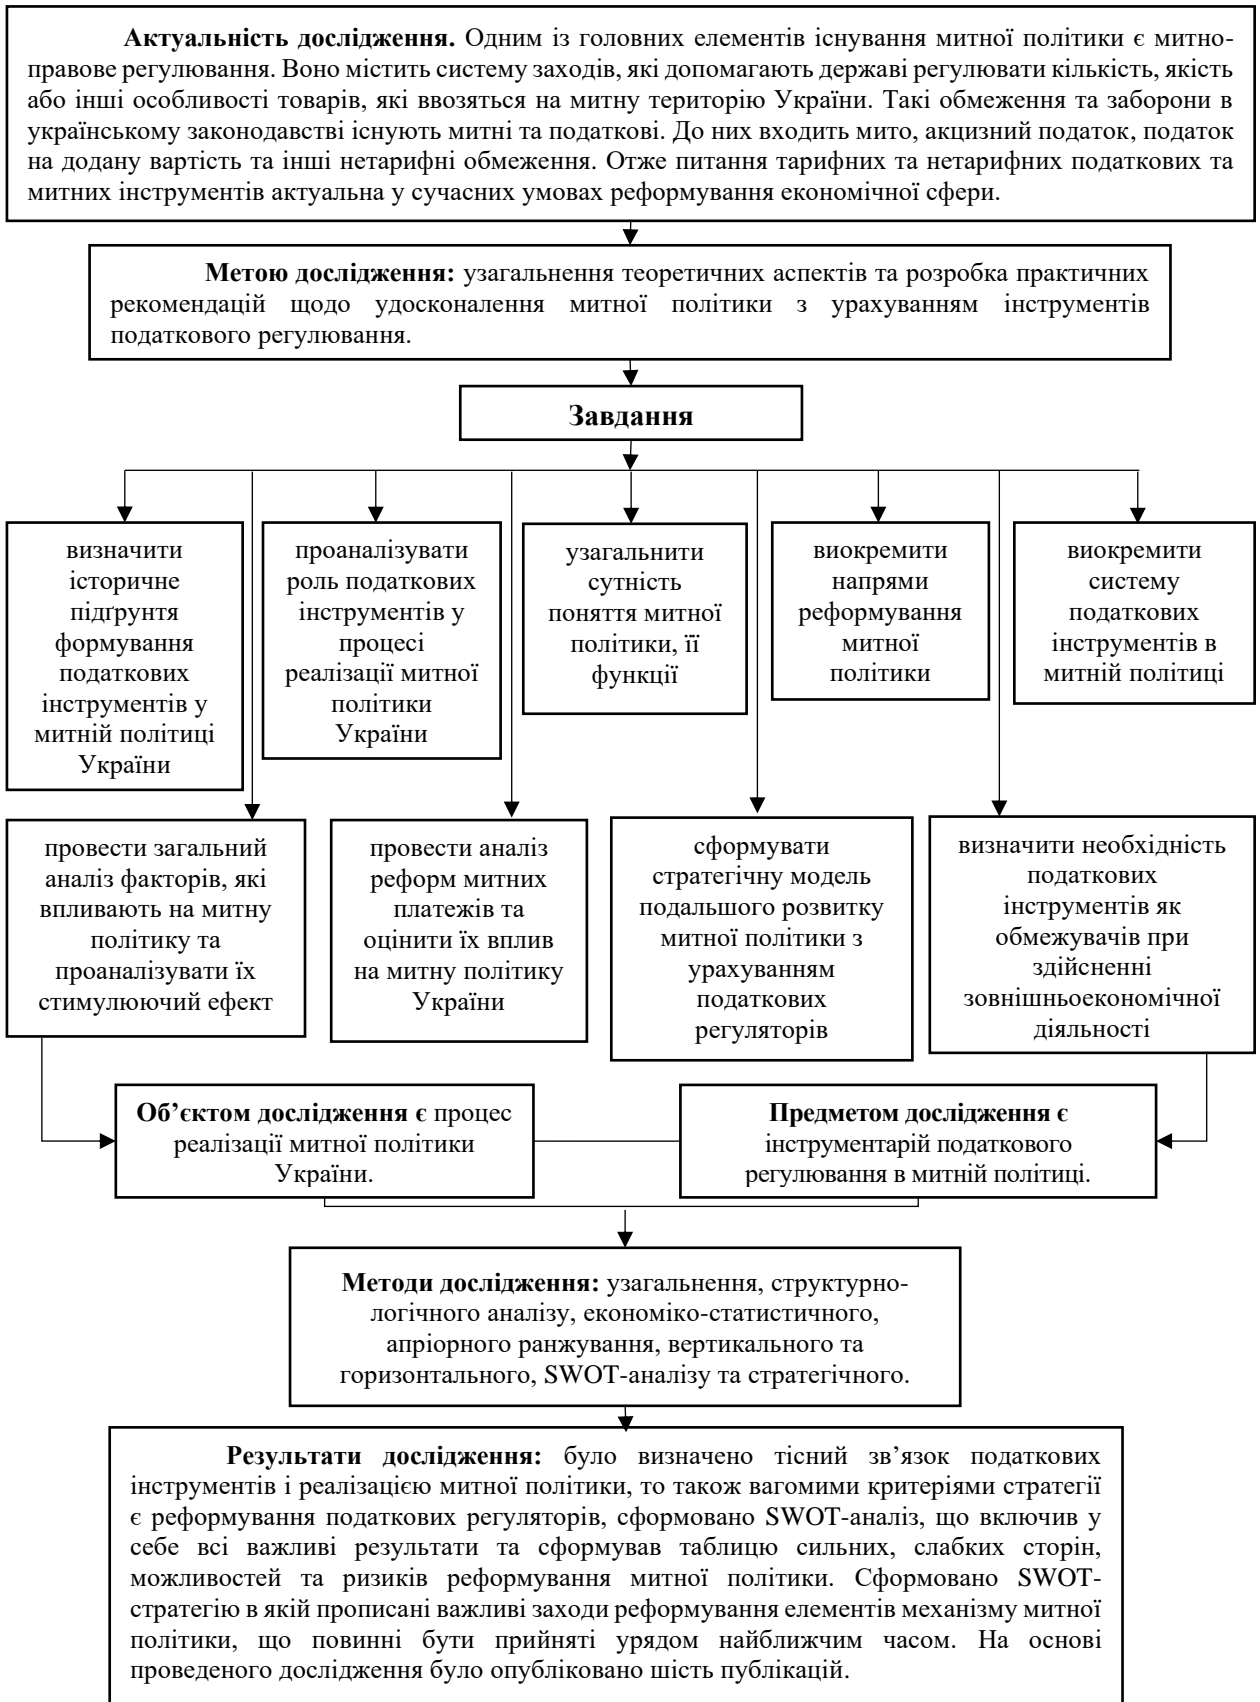 Актуальність дослідження. Одним із головних елементів існування митної політики є митно-
правове регулювання. Воно містить систему заходів, які допомагають державі регулювати кількість, якість
або інші особливості товарів, які ввозяться на митну територію України. Такі обмеження та заборони в
українському законодавстві існують митні та податкові. До них входить мито, акцизний податок, податок
на додану вартість та інші нетарифні обмеження. Отже питання тарифних та нетарифних податкових та
митних інструментів актуальна у сучасних умовах реформування економічної сфери.
Метою дослідження: узагальнення теоретичних аспектів та розробка практичних
рекомендацій щодо удосконалення митної політики з урахуванням інструментів
податкового регулювання.
Завдання
визначити
історичне
підґрунтя
формування
податкових
інструментів у
митній політиці
України
проаналізувати
роль податкових
інструментів у
процесі
реалізації митної
політики
України
узагальнити
сутність
поняття митної
політики, її
функції
виокремити
напрями
реформування
митної
політики
виокремити
систему
податкових
інструментів в
митній політиці
провести загальний
аналіз факторів, які
впливають на митну
політику та
проаналізувати їх
стимулюючий ефект
провести аналіз
реформ митних
платежів та
оцінити їх вплив
на митну політику
України
сформувати
стратегічну модель
подальшого розвитку
митної політики з
урахуванням
податкових
регуляторів
визначити необхідність
податкових
інструментів як
обмежувачів при
здійсненні
зовнішньоекономічної
діяльності
Об’єктом дослідження є процес
реалізації митної політики
України.
Предметом дослідження є
інструментарій податкового
регулювання в митній політиці.
Методи дослідження: узагальнення, структурно-
логічного аналізу, економіко-статистичного,
апріорного ранжування, вертикального та
горизонтального, SWOT-аналізу та стратегічного.
Результати дослідження: було визначено тісний зв’язок податкових
інструментів і реалізацією митної політики, то також вагомими критеріями стратегії
є реформування податкових регуляторів, сформовано SWOT-аналіз, що включив у
себе всі важливі результати та сформував таблицю сильних, слабких сторін,
можливостей та ризиків реформування митної політики. Сформовано SWOT-
стратегію в якій прописані важливі заходи реформування елементів механізму митної
політики, що повинні бути прийняті урядом найближчим часом. На основі
проведеного дослідження було опубліковано шість публікацій.